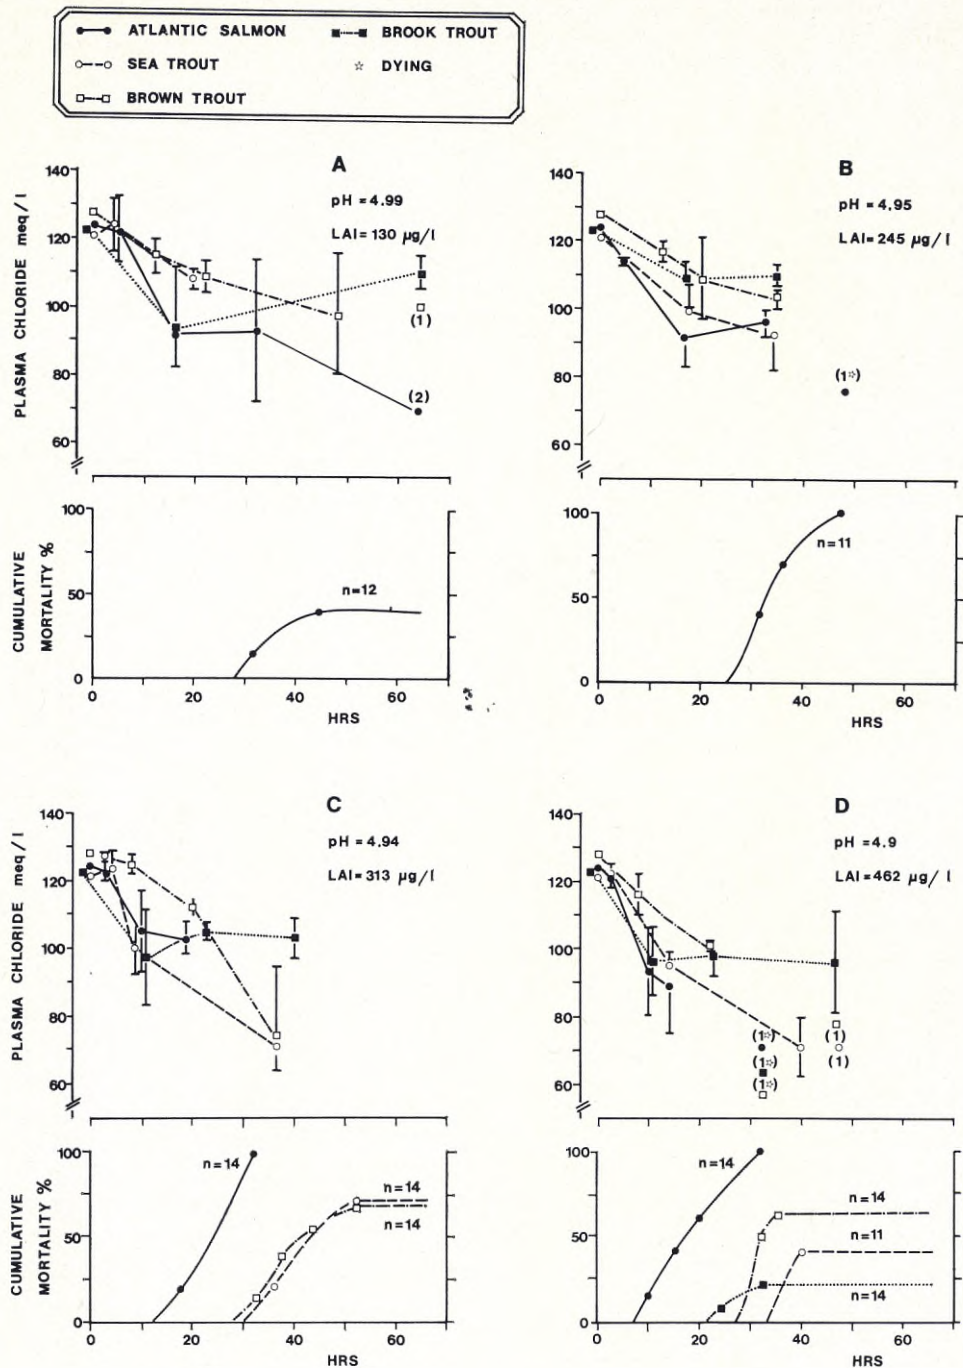 ATLANTIC SALMON
BROOK TROUT
SEA TROUT
☆ DYING
BROWN TROUT
PLASMA CHLORIDE meq / l
140
120
100
80
60
A
pH = 4.99
LAI = 130 µg / l
(1)
(2)
CUMULATIVE
MORTALITY %
100
50
0
n=12
0 20 40 60
HRS
140
120
100
80
60
B
pH = 4.95
LAI = 245 µg / l
(1☆)
100
50
0
n=11
0 20 40 60
HRS
PLASMA CHLORIDE meq / l
140
120
100
80
60
C
pH = 4.94
LAI = 313 µg / l
CUMULATIVE
MORTALITY %
100
50
0
n=14
n=14
n=14
0 20 40 60
HRS
140
120
100
80
60
D
pH = 4.9
LAI = 462 µg / l
(1☆)
(1☆)
(1☆)
(1)
(1)
100
50
0
n=14
n=14
n=11
n=14
0 20 40 60
HRS